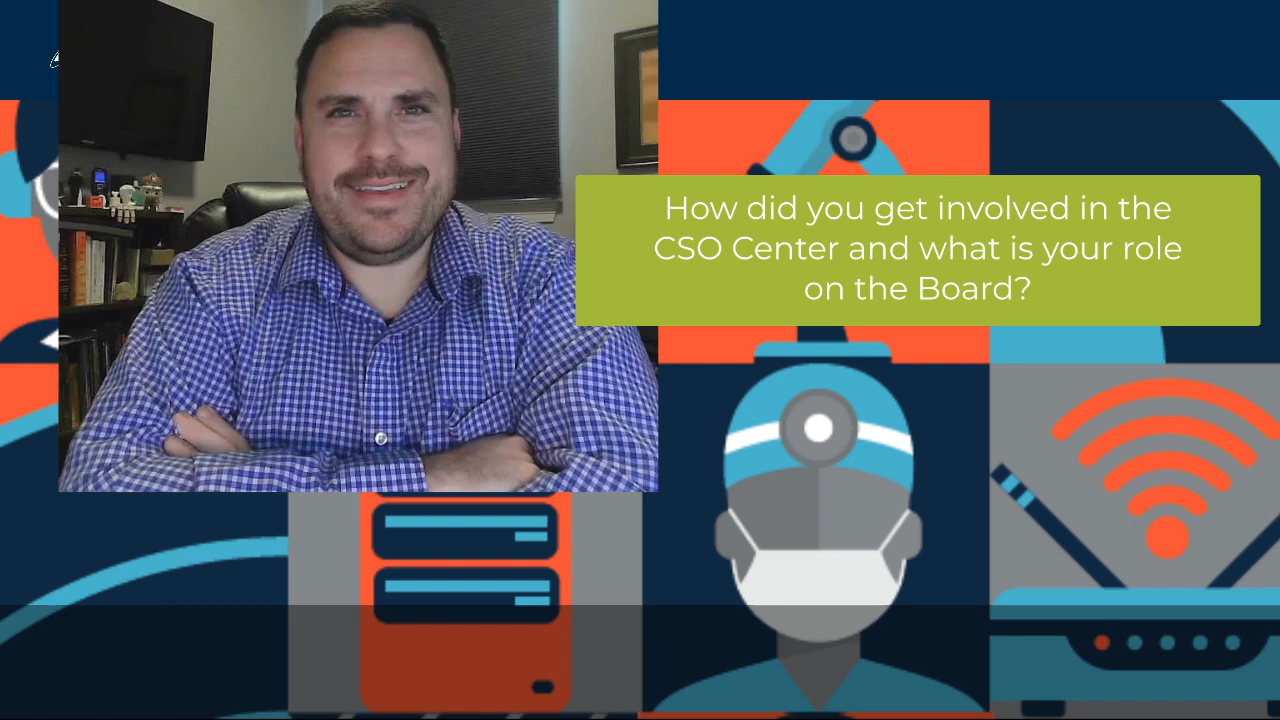 How did you get involved in the
CSO Center and what is your role
on the Board?